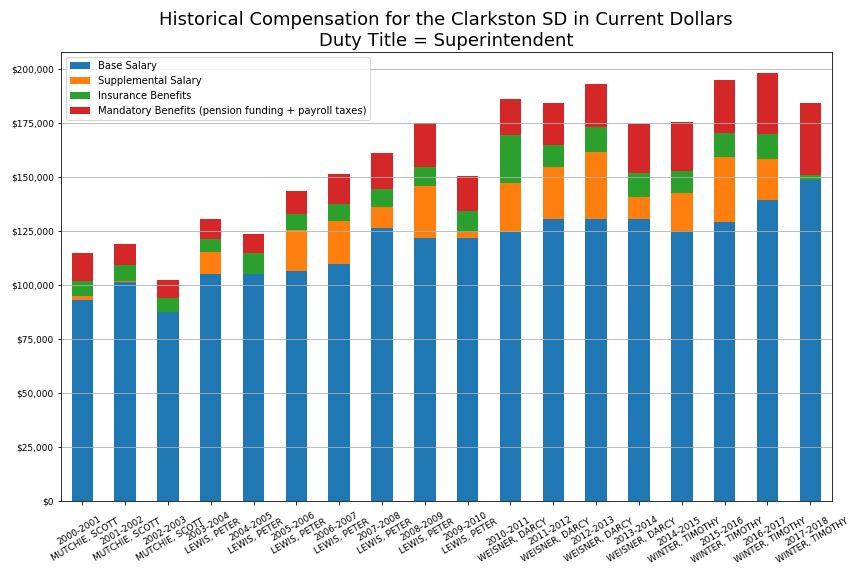 Historical Compensation for the Clarkston SD in Current Dollars
Duty Title = Superintendent
Base Salary
Supplemental Salary
Insurance Benefits
Mandatory Benefits (pension funding + payroll taxes)
$200,000
$175,000
$150,000
$125,000
$100,000
$75,000
$50,000
$25,000
$0
2000-2001
MUTCHIE, SCOTT
2001-2002
MUTCHIE, SCOTT
2002-2003
MUTCHIE, SCOTT
2003-2004
LEWIS, PETER
2004-2005
LEWIS, PETER
2005-2006
LEWIS, PETER
2006-2007
LEWIS, PETER
2007-2008
LEWIS, PETER
2008-2009
LEWIS, PETER
2009-2010
LEWIS, PETER
2010-2011
WEISNER, DARCY
2011-2012
WEISNER, DARCY
2012-2013
WEISNER, DARCY
2013-2014
WEISNER, DARCY
2014-2015
WINTER, TIMOTHY
2015-2016
WINTER, TIMOTHY
2016-2017
WINTER, TIMOTHY
2017-2018
WINTER, TIMOTHY